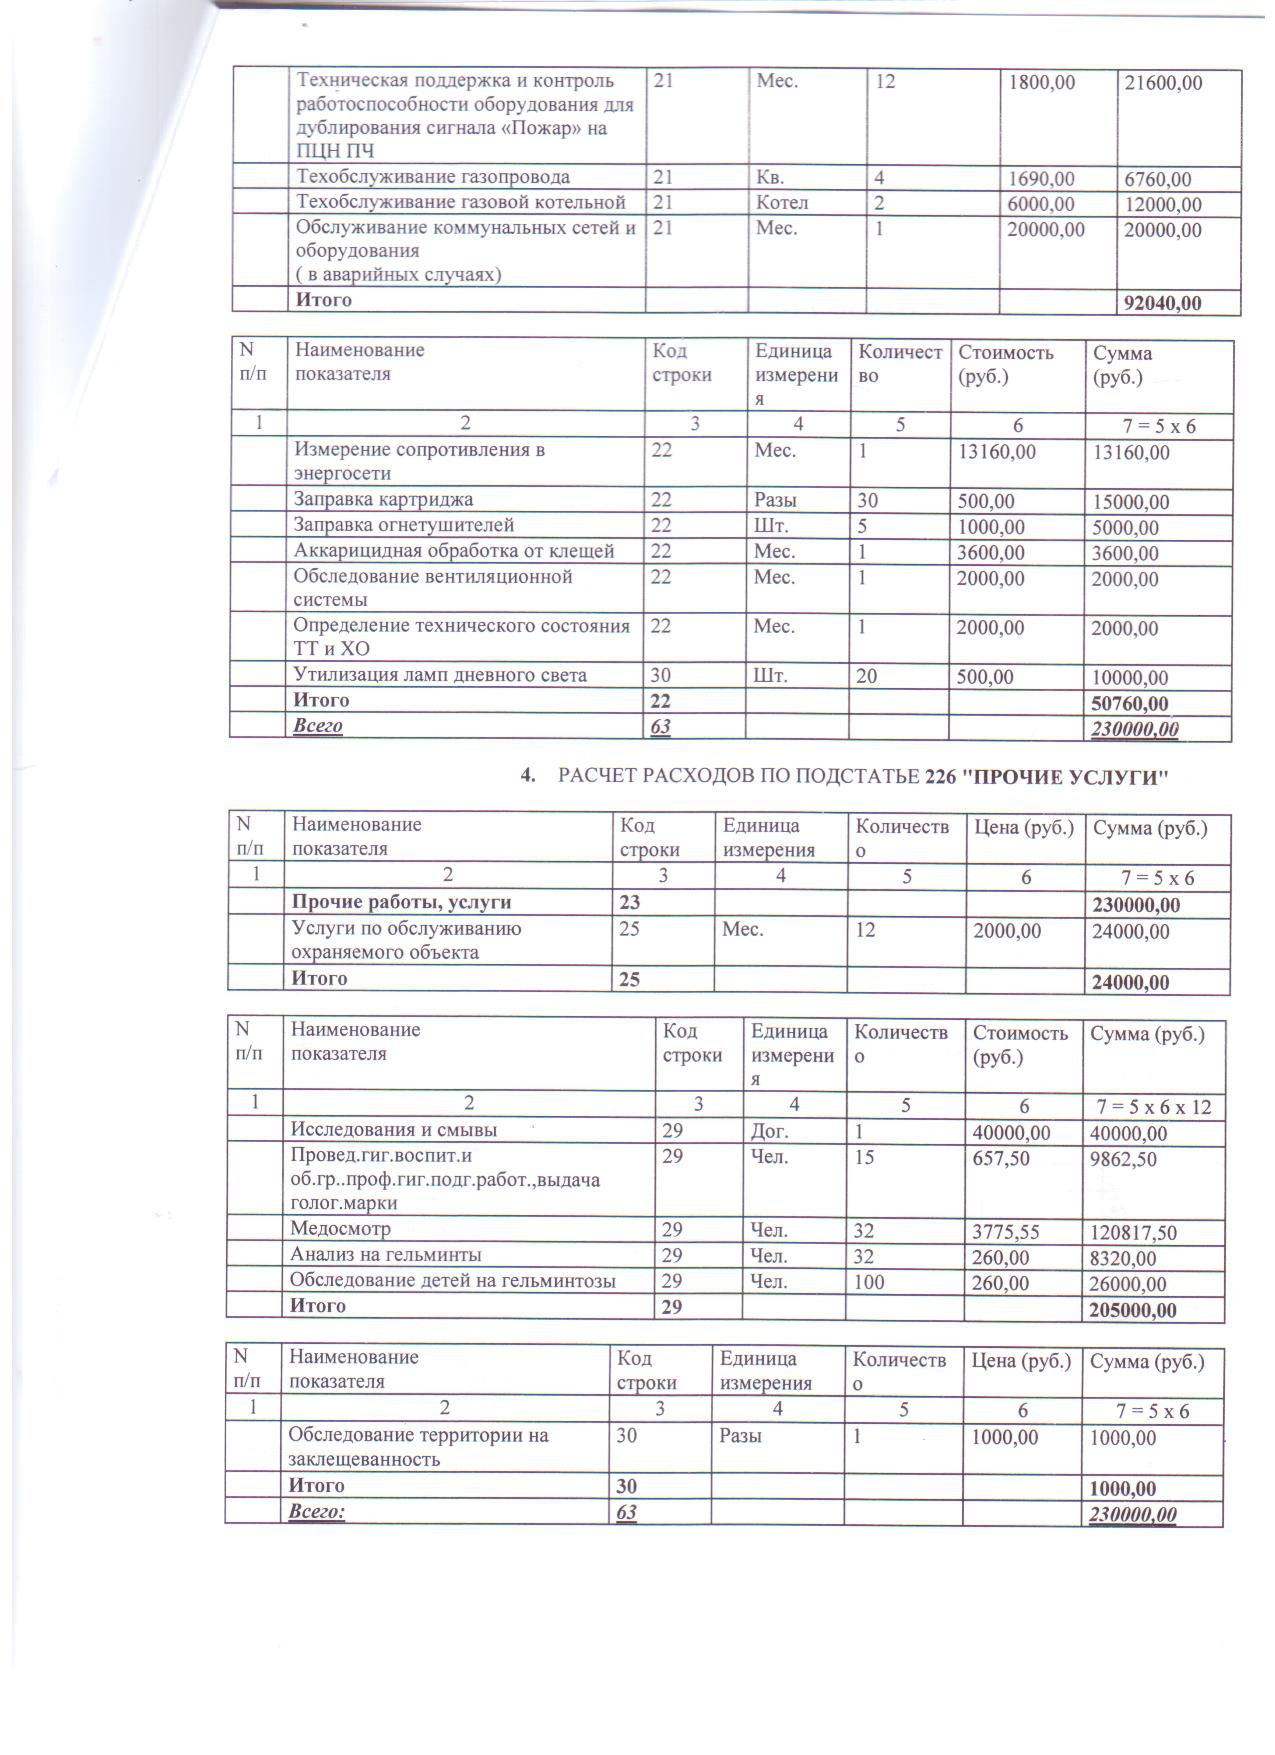 Техническая поддержка и контроль 21 Мес. 12 1800,00 21600,00
работоспособности оборудования для
дублирования сигнала «Пожар» на
ПЦН ПЧ
Техобслуживание газопровода 21 Кв. 4 1690,00 6760,00
Техобслуживание газовой котельной 21 Котел 2 6000,00 12000,00
Обслуживание коммунальных сетей и 21 Мес. 1 20000,00 20000,00
оборудования
( в аварийных случаях)
Итого 92040,00
N Наименование Код Единица Количест Стоимость Сумма
п/п показателя строки измерени во (руб.) (руб.)
я
1 2 3 4 5 6 7 = 5 х 6
Измерение сопротивления в 22 Мес. 1 13160,00 13160,00
энергосети
Заправка картриджа 22 Разы 30 500,00 15000,00
Заправка огнетушителей 22 Шт. 5 1000,00 5000,00
Аккарицидная обработка от клещей 22 Мес. 1 3600,00 3600,00
Обследование вентиляционной 22 Мес. 1 2000,00 2000,00
системы
Определение технического состояния 22 Мес. 1 2000,00 2000,00
ТТ и ХО
Утилизация ламп дневного света 30 Шт. 20 500,00 10000,00
Итого 22 50760,00
Всего 63 230000,00
4. РАСЧЕТ РАСХОДОВ ПО ПОДСТАТЬЕ 226 "ПРОЧИЕ УСЛУГИ"
N Наименование Код Единица Количеств Цена (руб.) Сумма (руб.)
п/п показателя строки измерения о
1 2 3 4 5 6 7 = 5 х 6
Прочие работы, услуги 23 230000,00
Услуги по обслуживанию 25 Мес. 12 2000,00 24000,00
охраняемого объекта
Итого 25 24000,00
N Наименование Код Единица Количеств Стоимость Сумма (руб.)
п/п показателя строки измерени о (руб.)
я
1 2 3 4 5 6 7 = 5 х 6 х 12
Исследования и смывы 29 Дог. 1 40000,00 40000,00
Провед.гиг.воспит.и 29 Чел. 15 657,50 9862,50
об.гр..проф.гиг.подг.работ.,выдача
голог.марки
Медосмотр 29 Чел. 32 3775,55 120817,50
Анализ на гельминты 29 Чел. 32 260,00 8320,00
Обследование детей на гельминтозы 29 Чел. 100 260,00 26000,00
Итого 29 205000,00
N Наименование Код Единица Количеств Цена (руб.) Сумма (руб.)
п/п показателя строки измерения о
1 2 3 4 5 6 7 = 5 х 6
Обследование территории на 30 Разы 1 1000,00 1000,00
заклещеванность
Итого 30 1000,00
Всего: 63 230000,00